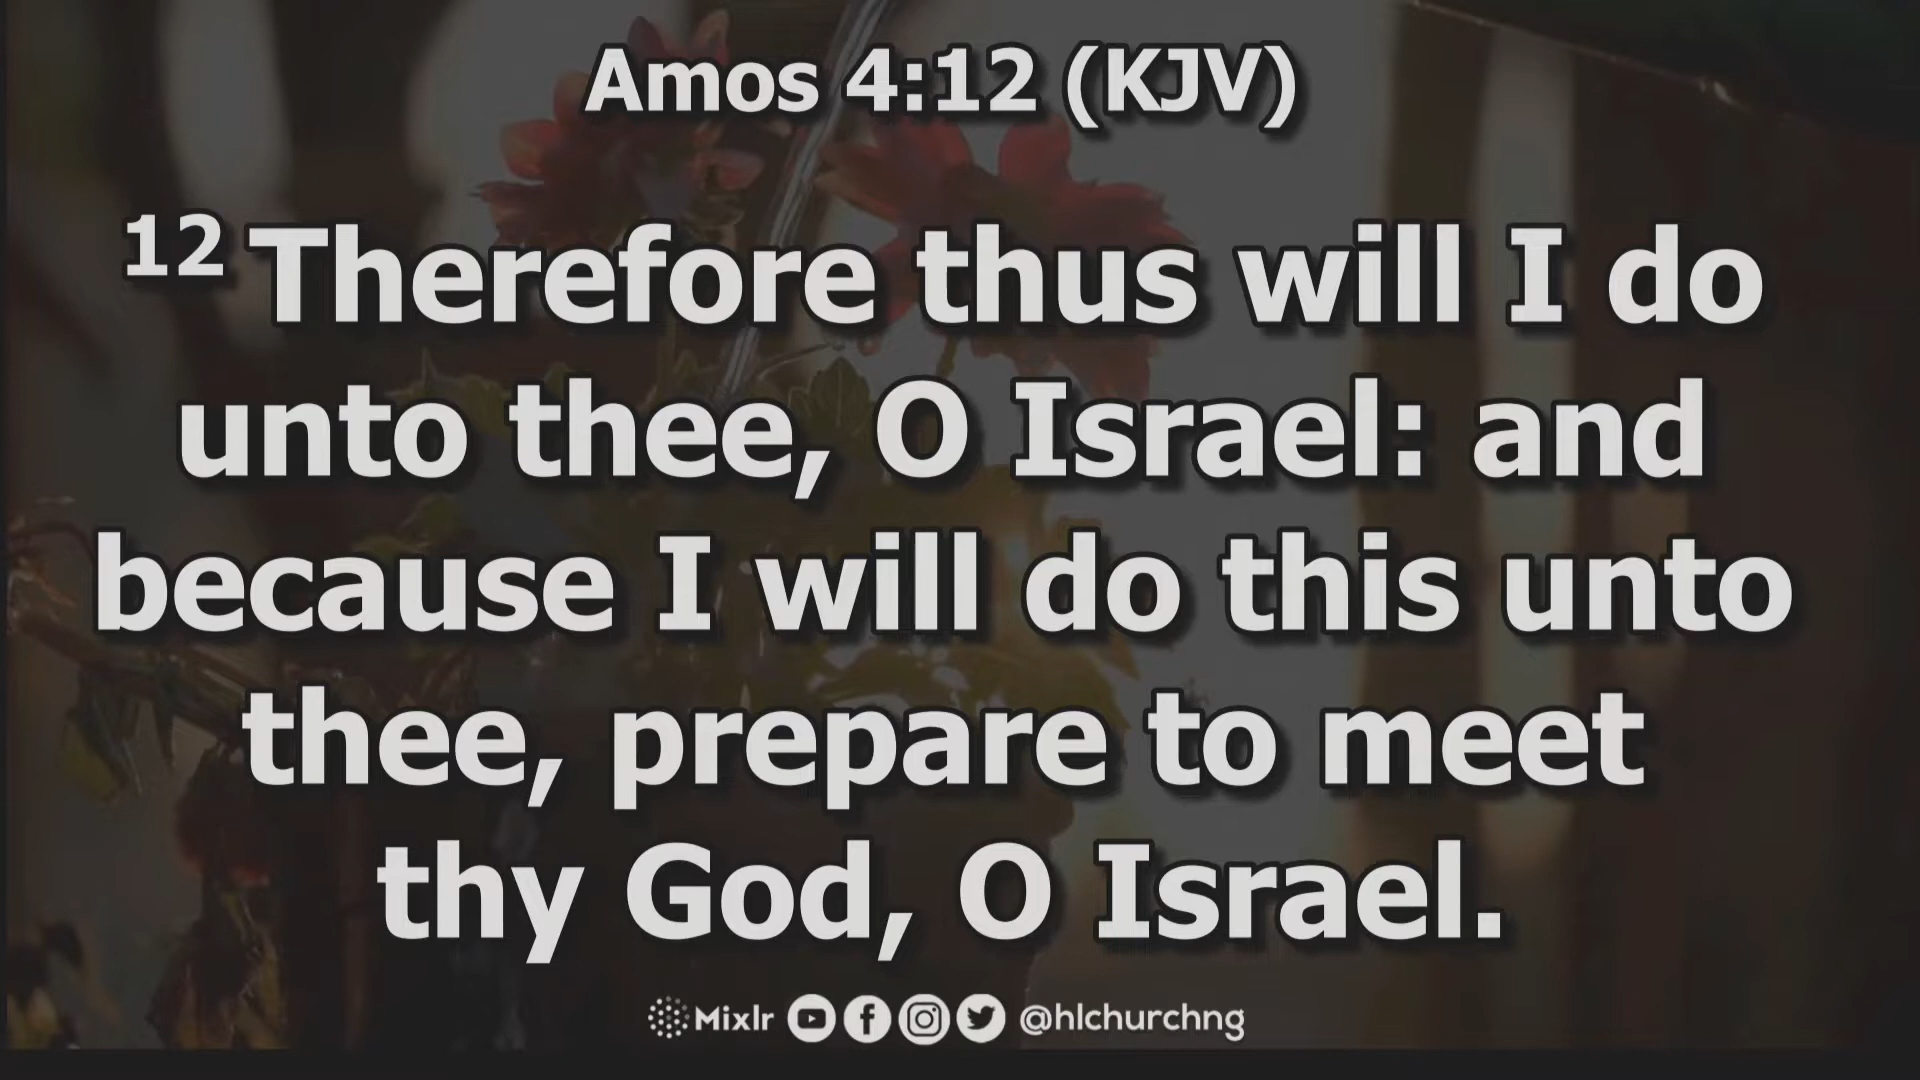 Amos 4:12 (KJV)
12 Therefore thus will I do
unto thee, O Israel: and
because I will do this unto
thee, prepare to meet
thy God, O Israel.
Mixlr @hlchurchng